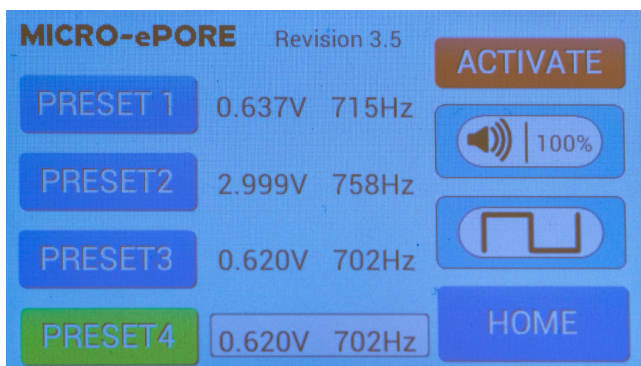 MICRO-ePORE Revision 3.5
ACTIVATE
PRESET 1 0.637V 715Hz
100%
PRESET2 2.999V 758Hz
PRESET3 0.620V 702Hz
PRESET4 0.620V 702Hz
HOME